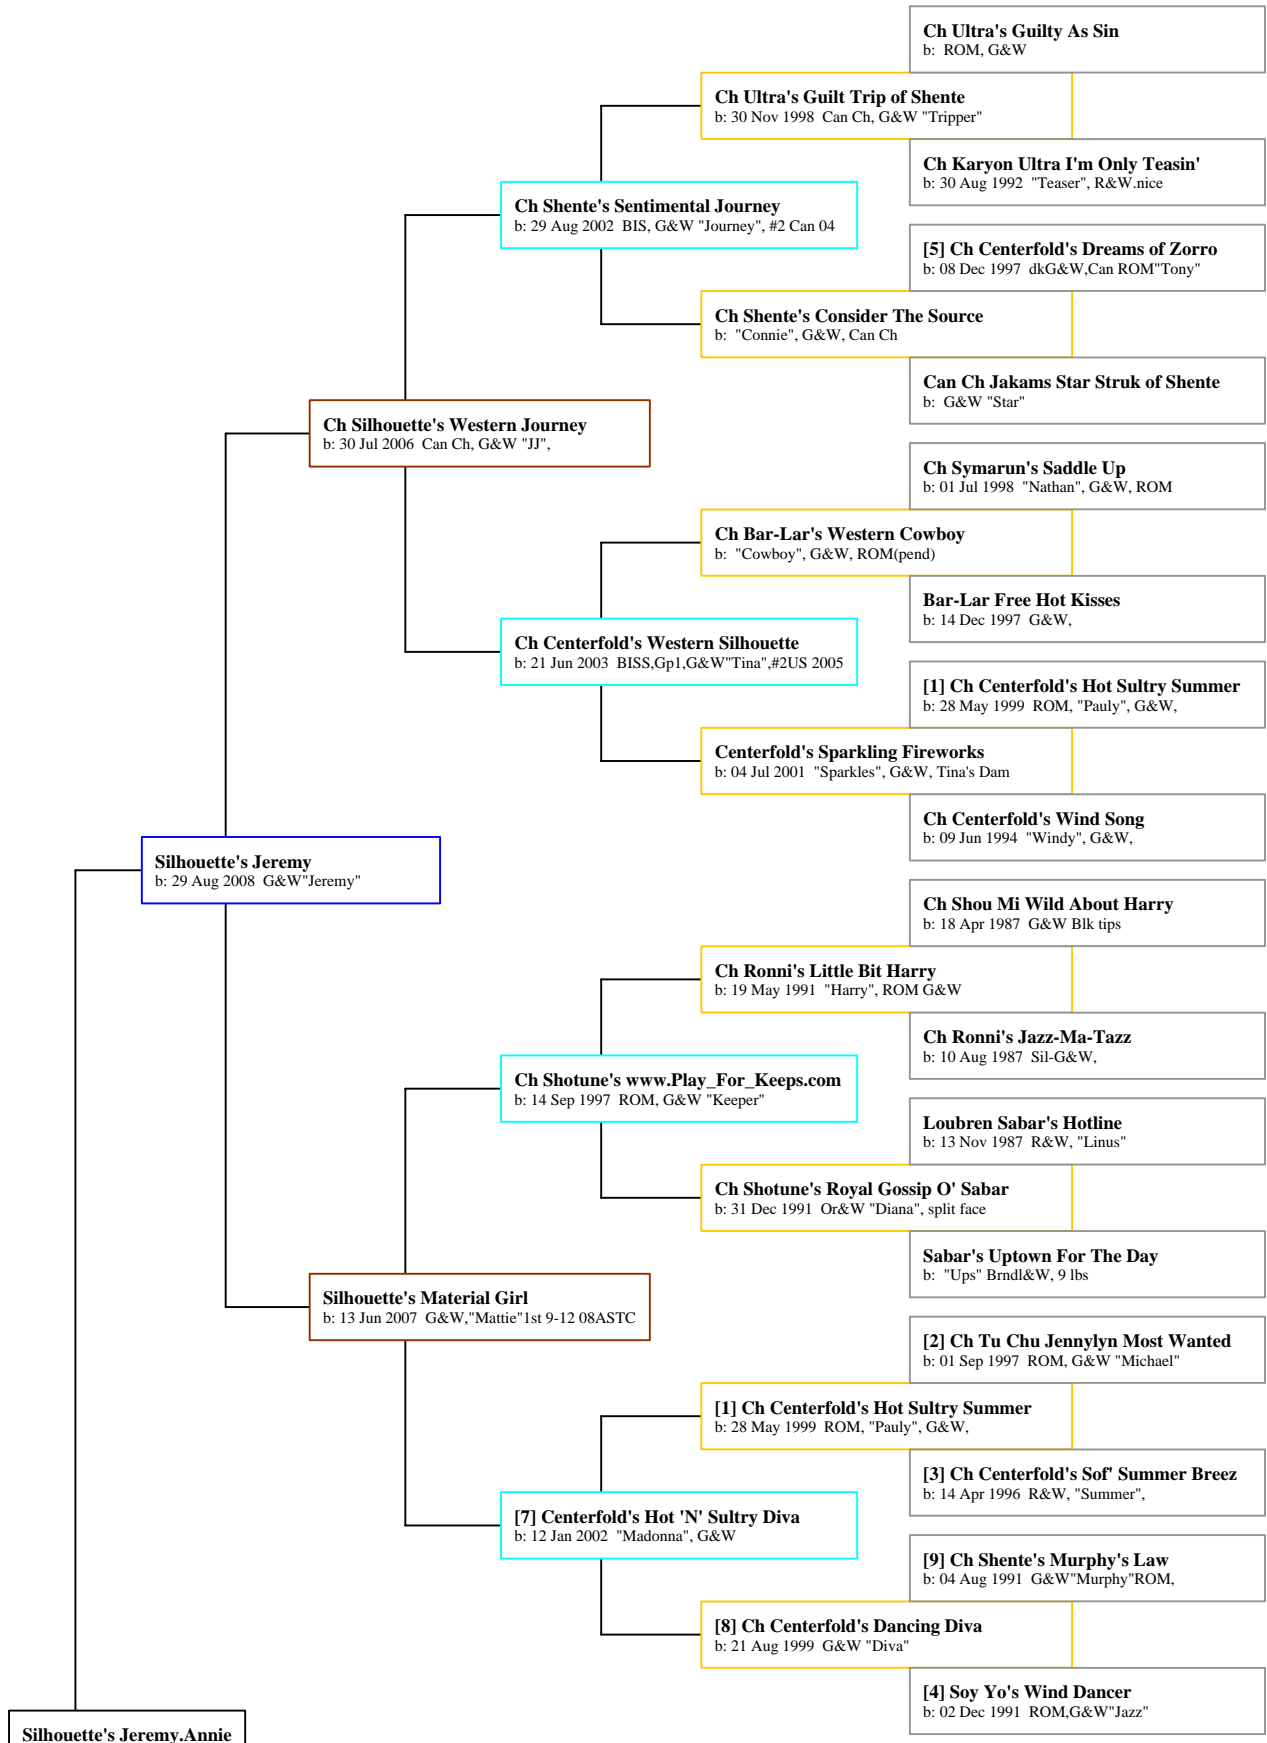 Ch Ultra's Guilty As Sin
b:  ROM, G&W
Ch Ultra's Guilt Trip of Shente
b: 30 Nov 1998  Can Ch, G&W "Tripper"
Ch Karyon Ultra I'm Only Teasin'
b: 30 Aug 1992  "Teaser", R&W.nice
Ch Shente's Sentimental Journey
b: 29 Aug 2002  BIS, G&W "Journey", #2 Can 04
[5] Ch Centerfold's Dreams of Zorro
b: 08 Dec 1997  dkG&W,Can ROM"Tony"
Ch Shente's Consider The Source
b:  "Connie", G&W, Can Ch
Can Ch Jakams Star Struk of Shente
b:  G&W "Star"
Ch Silhouette's Western Journey
b: 30 Jul 2006  Can Ch, G&W "JJ",
Ch Symarun's Saddle Up
b: 01 Jul 1998  "Nathan", G&W, ROM
Ch Bar-Lar's Western Cowboy
b:  "Cowboy", G&W, ROM(pend)
Bar-Lar Free Hot Kisses
b: 14 Dec 1997  G&W,
Ch Centerfold's Western Silhouette
b: 21 Jun 2003  BISS,Gp1,G&W"Tina",#2US 2005
[1] Ch Centerfold's Hot Sultry Summer
b: 28 May 1999  ROM, "Pauly", G&W,
Centerfold's Sparkling Fireworks
b: 04 Jul 2001  "Sparkles", G&W, Tina's Dam
Ch Centerfold's Wind Song
b: 09 Jun 1994  "Windy", G&W,
Silhouette's Jeremy
b: 29 Aug 2008  G&W"Jeremy"
Ch Shou Mi Wild About Harry
b: 18 Apr 1987  G&W Blk tips
Ch Ronni's Little Bit Harry
b: 19 May 1991  "Harry", ROM G&W
Ch Ronni's Jazz-Ma-Tazz
b: 10 Aug 1987  Sil-G&W,
Ch Shotune's www.Play_For_Keeps.com
b: 14 Sep 1997  ROM, G&W "Keeper"
Loubren Sabar's Hotline
b: 13 Nov 1987  R&W, "Linus"
Ch Shotune's Royal Gossip O' Sabar
b: 31 Dec 1991  Or&W "Diana", split face
Sabar's Uptown For The Day
b:  "Ups" Brndl&W, 9 lbs
Silhouette's Material Girl
b: 13 Jun 2007  G&W,"Mattie"1st 9-12 08ASTC
[2] Ch Tu Chu Jennylyn Most Wanted
b: 01 Sep 1997  ROM, G&W "Michael"
[1] Ch Centerfold's Hot Sultry Summer
b: 28 May 1999  ROM, "Pauly", G&W,
[3] Ch Centerfold's Sof' Summer Breez
b: 14 Apr 1996  R&W, "Summer",
[7] Centerfold's Hot 'N' Sultry Diva
b: 12 Jan 2002  "Madonna", G&W
[9] Ch Shente's Murphy's Law
b: 04 Aug 1991  G&W"Murphy"ROM,
[8] Ch Centerfold's Dancing Diva
b: 21 Aug 1999  G&W "Diva"
[4] Soy Yo's Wind Dancer
b: 02 Dec 1991  ROM,G&W"Jazz"
Silhouette's Jeremy.Annie